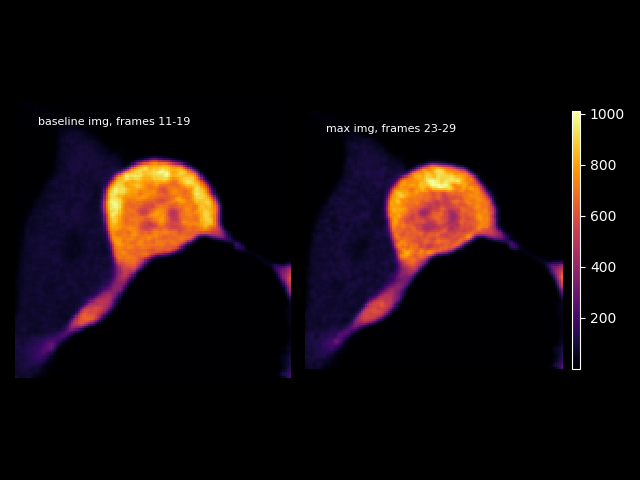 baseline img, frames 11-19
max img, frames 23-29
1000
800
600
400
200